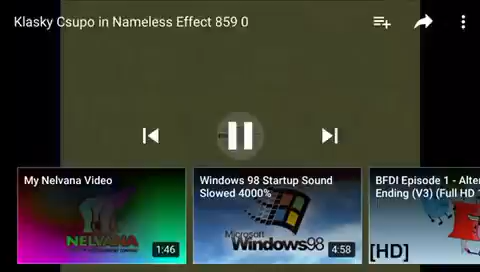 Klasky Csupo in Nameless Effect 859 0
My Nelvana Video
NELVANA
1:46
Windows 98 Startup Sound
Slowed 4000%
Microsoft
Windows98
4:58
BFDI Episode 1 - Alte
Ending (V3) (Full HD
[HD]